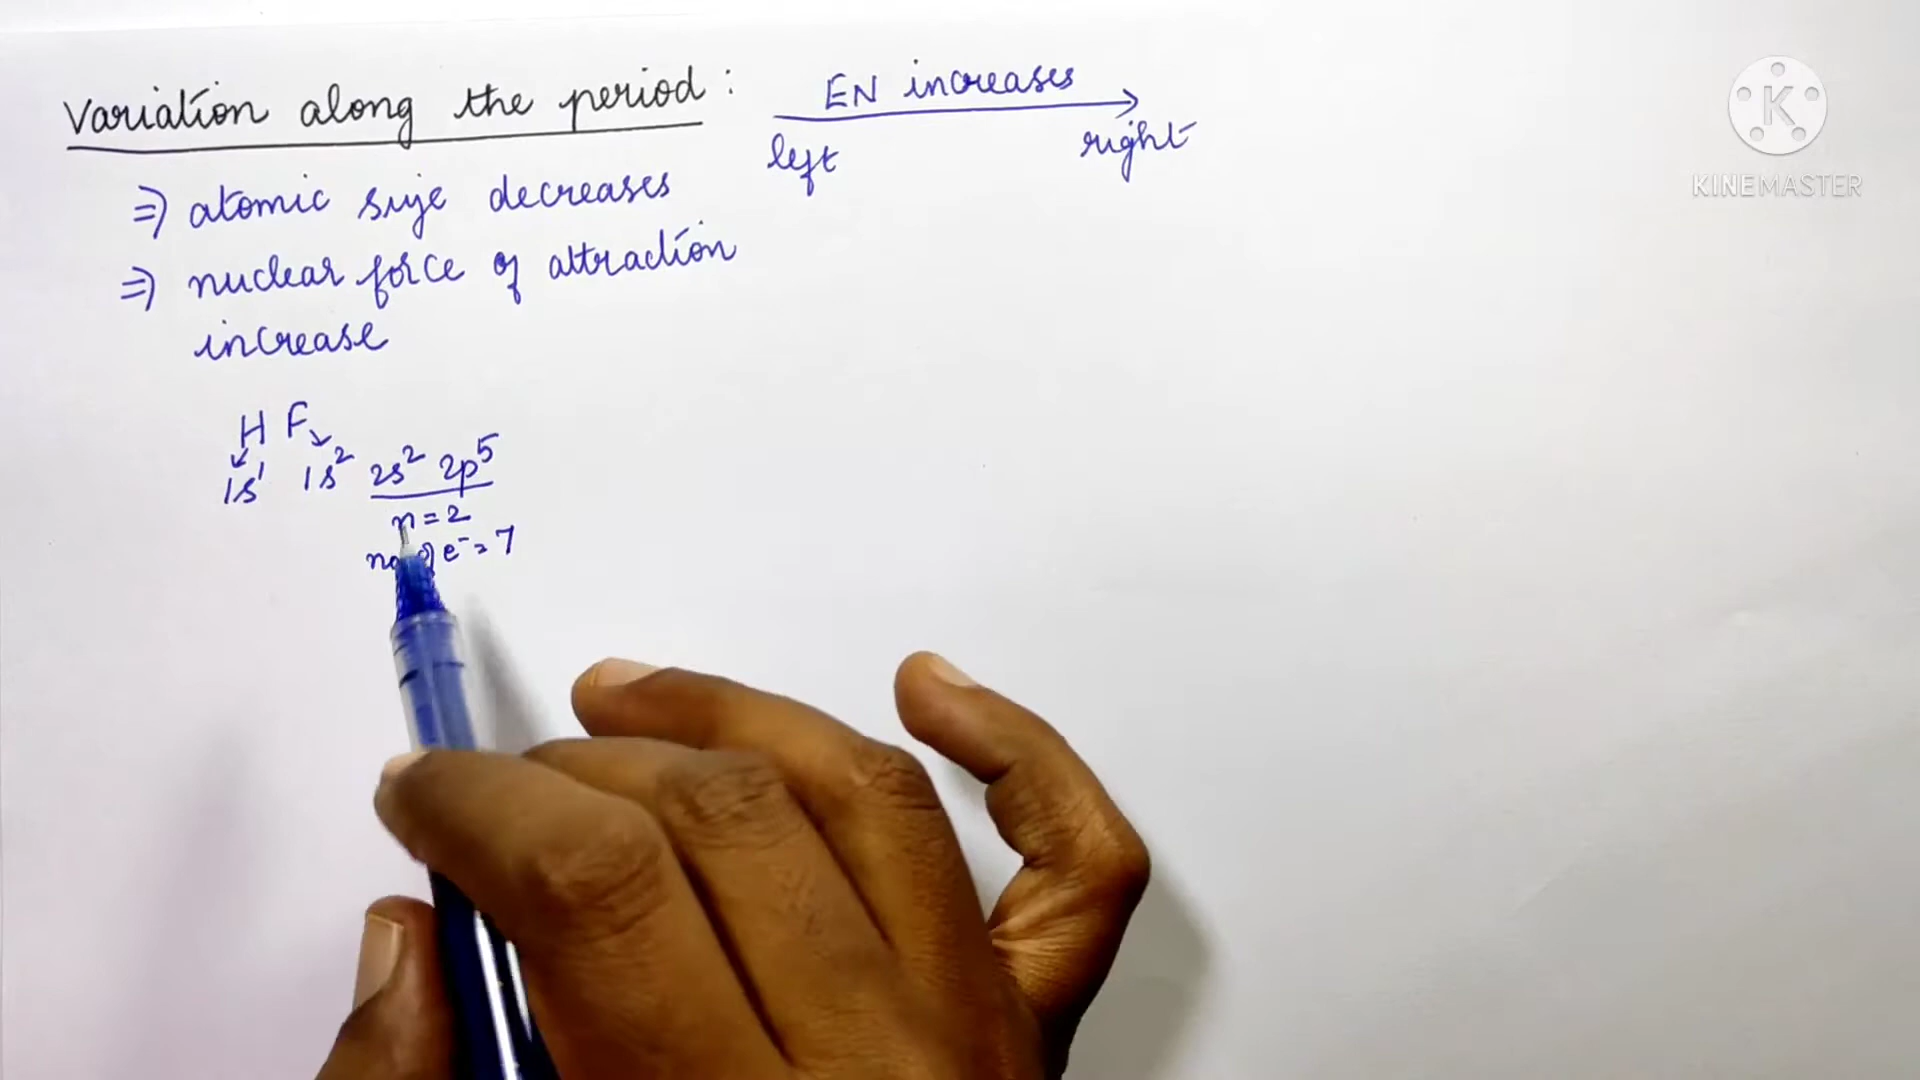 Variation along the period :
EN increases
left right
⇒ atomic size decreases
⇒ nuclear force of attraction
increase
H F
1s¹ 1s² 2s² 2p⁵
n = 2
e⁻ = 7
K
KINEMASTER